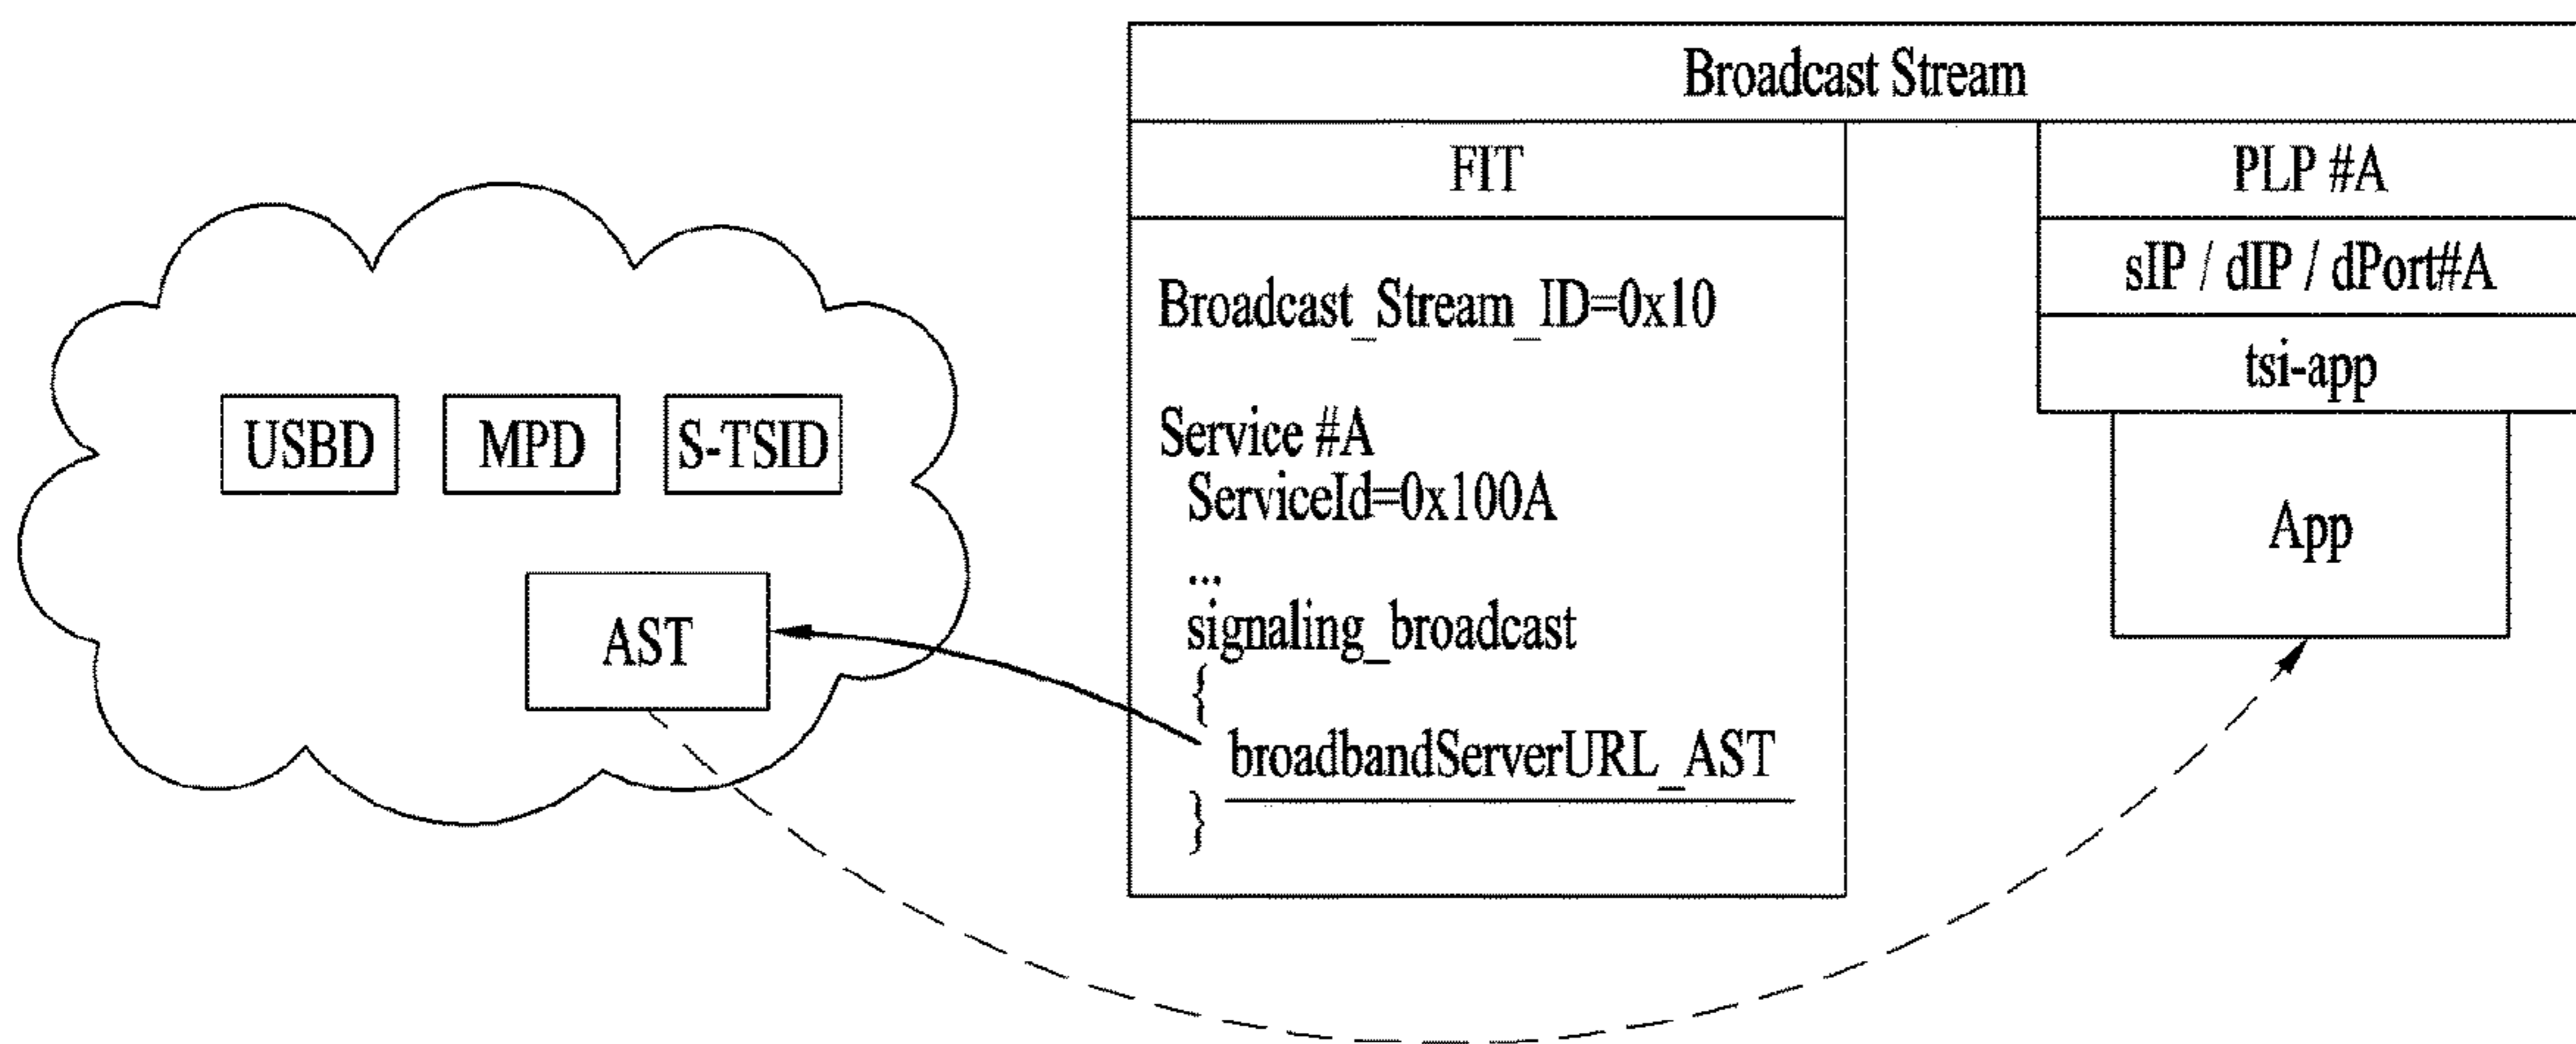 Broadcast Stream
FIT
PLP #A
sIP / dIP / dPort#A
tsi-app
App
Broadcast_Stream_ID=0x10
Service #A
ServiceId=0x100A
...
signaling_broadcast
{
broadbandServerURL_AST
}
USBD MPD S-TSID
AST